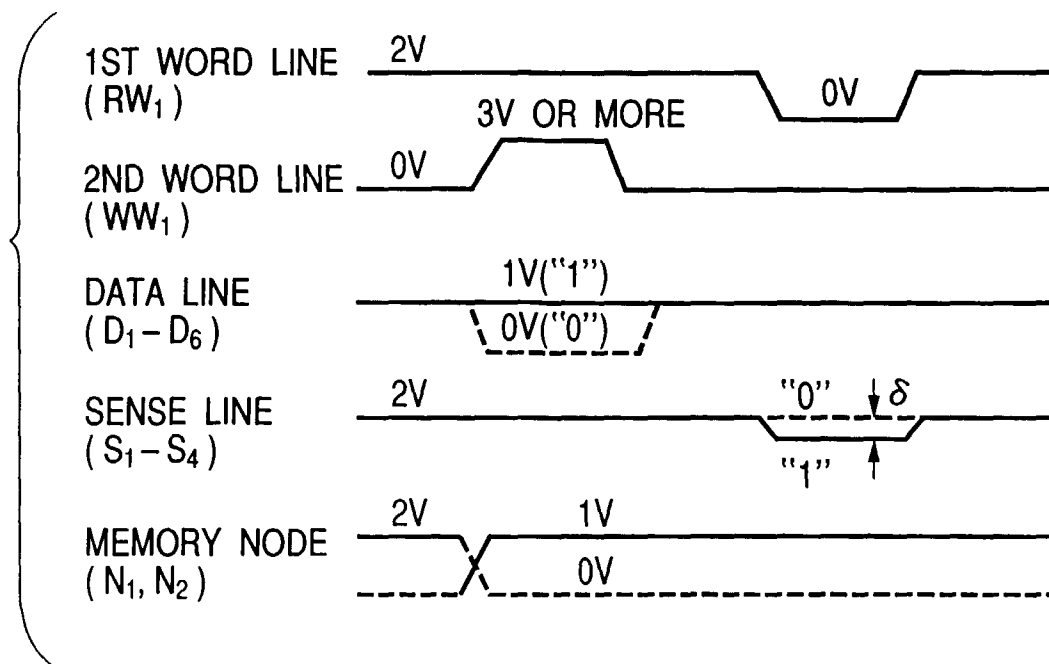 1ST WORD LINE
( RW₁ )
2V
0V
2ND WORD LINE
( WW₁ )
0V
3V OR MORE
DATA LINE
( D₁ – D₆ )
1V("1")
0V("0")
SENSE LINE
( S₁ – S₄ )
2V
"0"
δ
"1"
MEMORY NODE
( N₁, N₂ )
2V
1V
0V